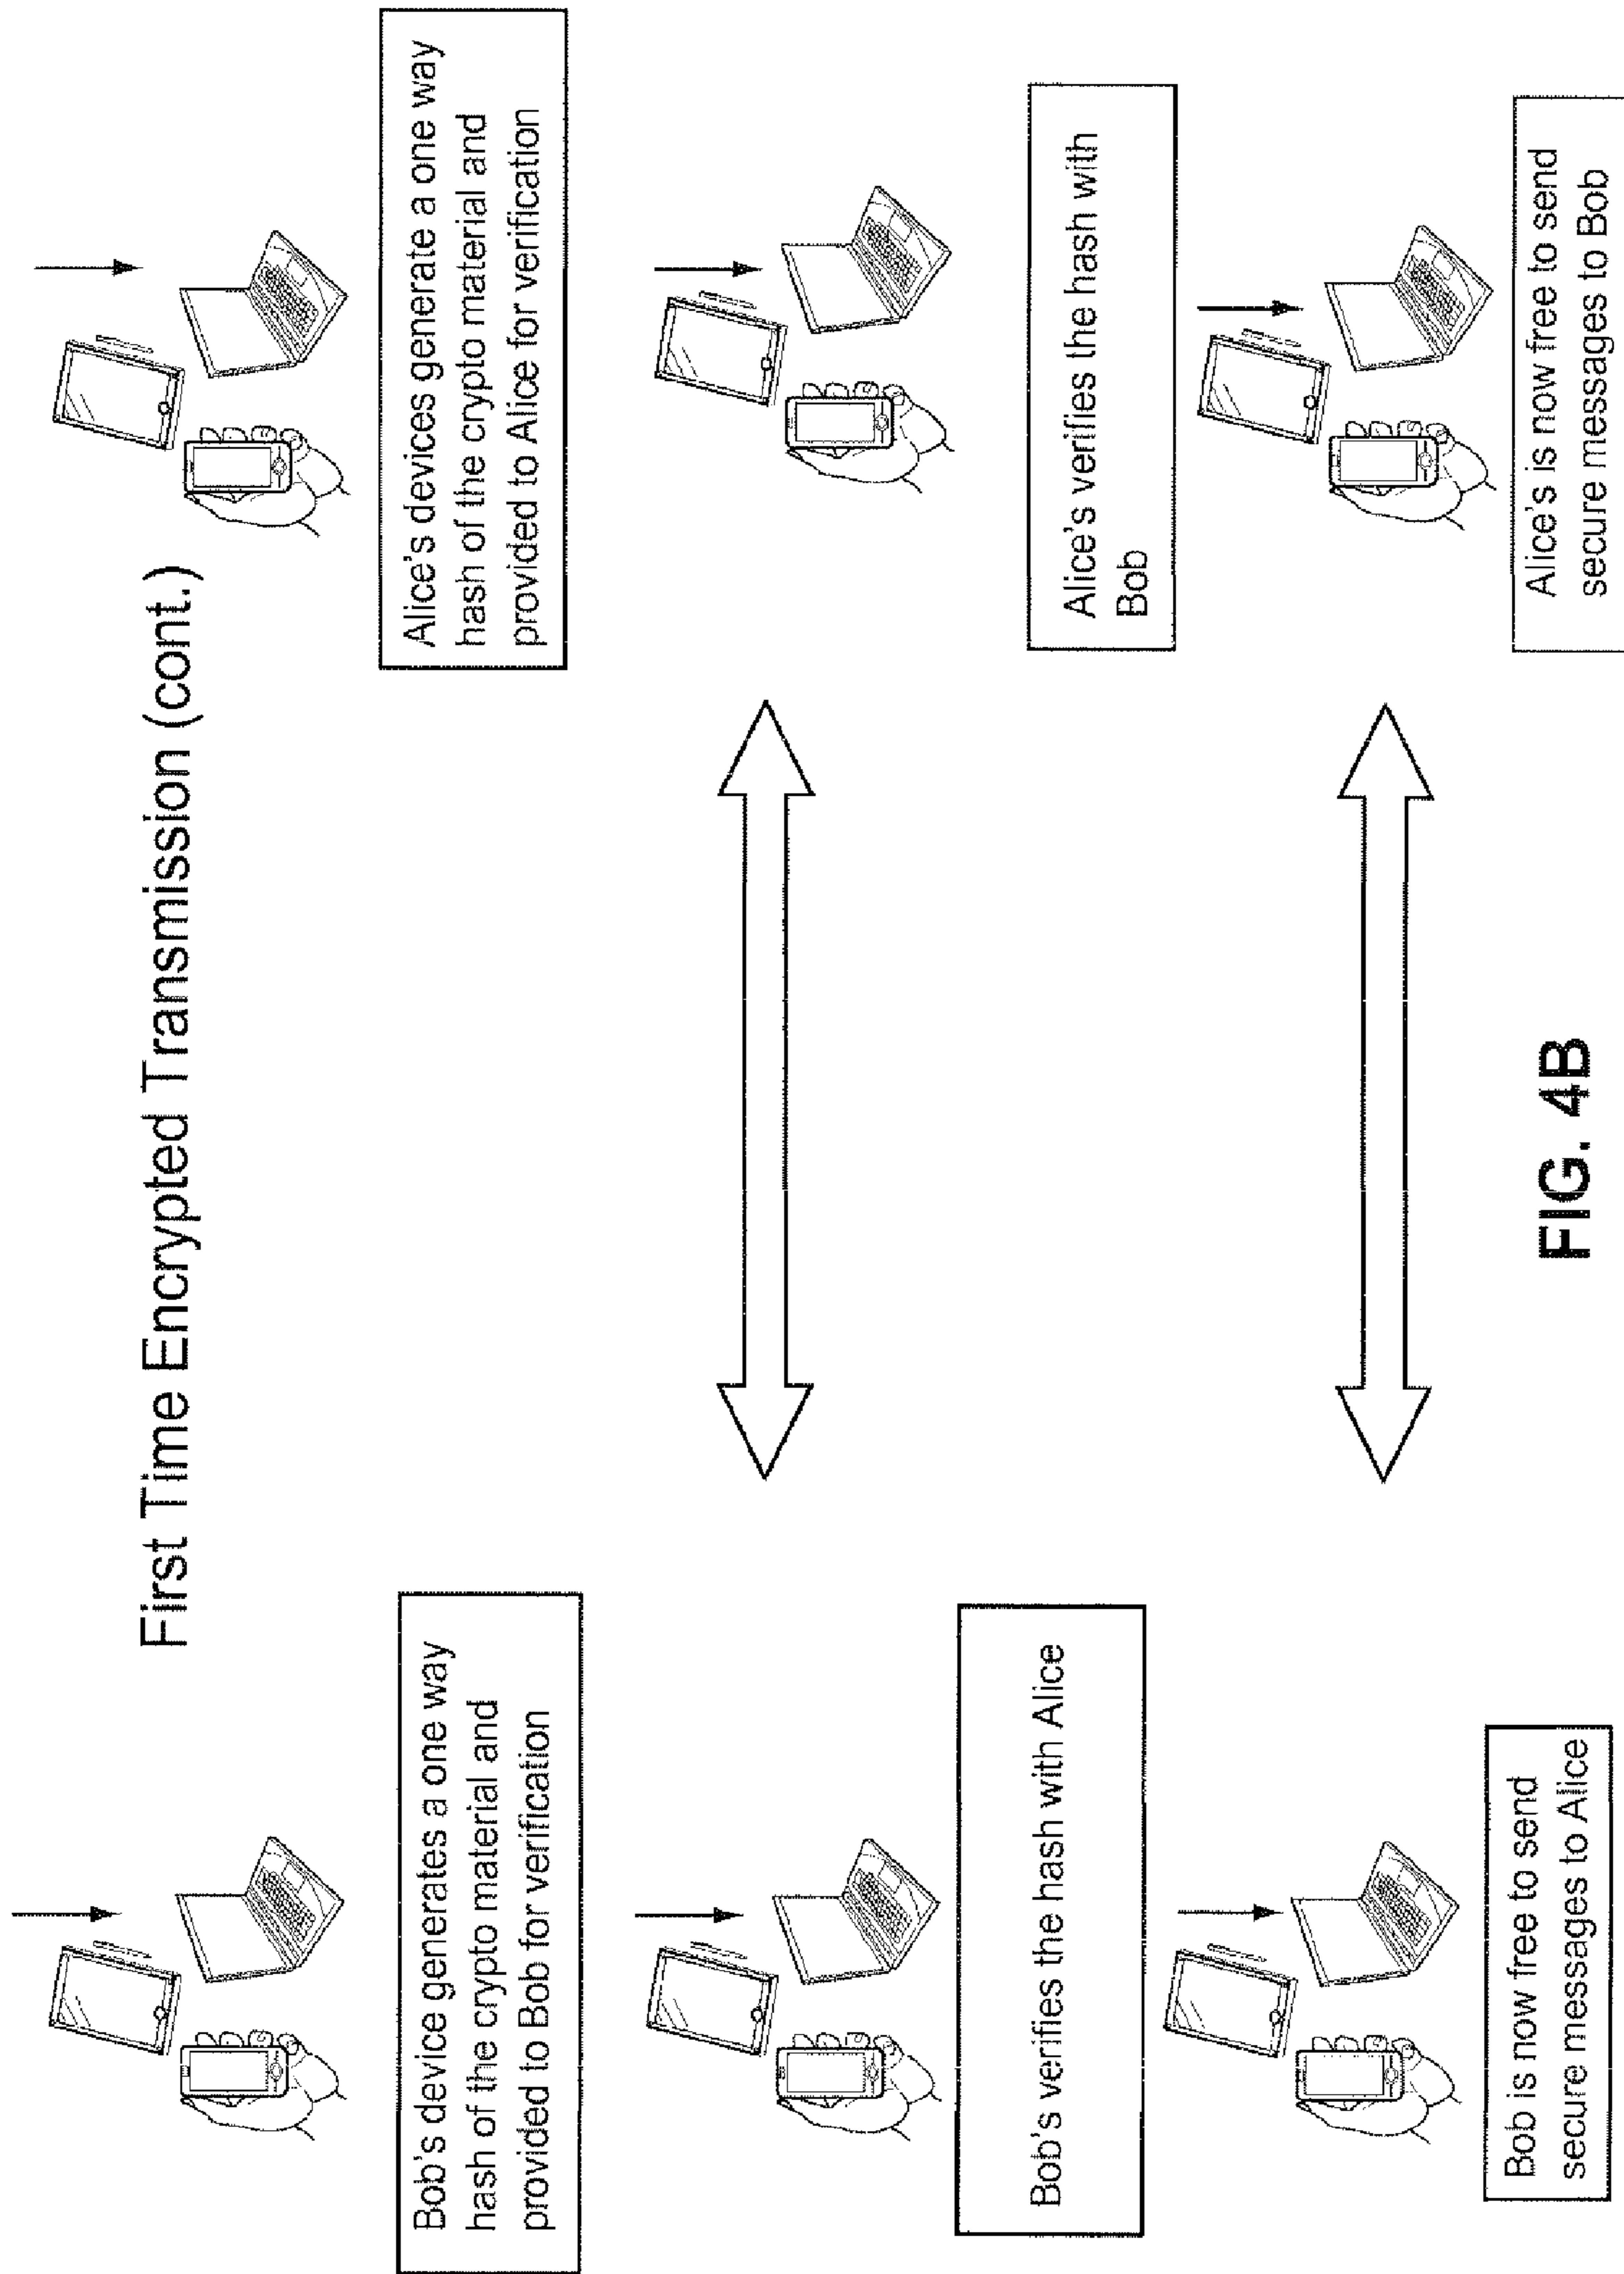 First Time Encrypted Transmission (cont.)
Bob's device generates a one way
hash of the crypto material and
provided to Bob for verification
Alice's devices generate a one way
hash of the crypto material and
provided to Alice for verification
Bob's verifies the hash with Alice
Alice's verifies the hash with
Bob
Bob is now free to send
secure messages to Alice
Alice's is now free to send
secure messages to Bob
FIG. 4B